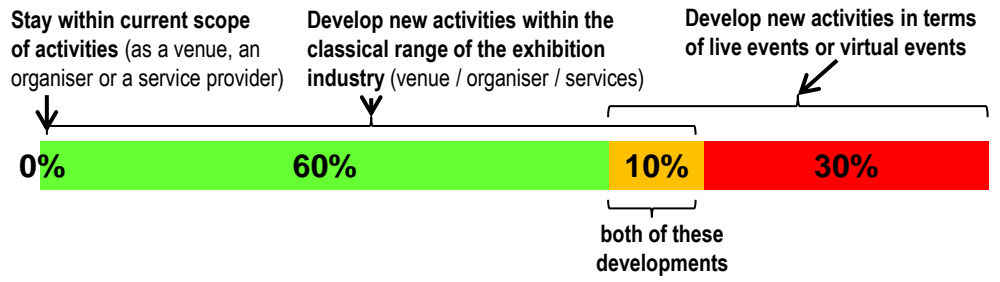 Stay within current scope
of activities (as a venue, an
organiser or a service provider)
Develop new activities within the
classical range of the exhibition
industry (venue / organiser / services)
Develop new activities in terms
of live events or virtual events
0%
60%
10%
30%
both of these
developments